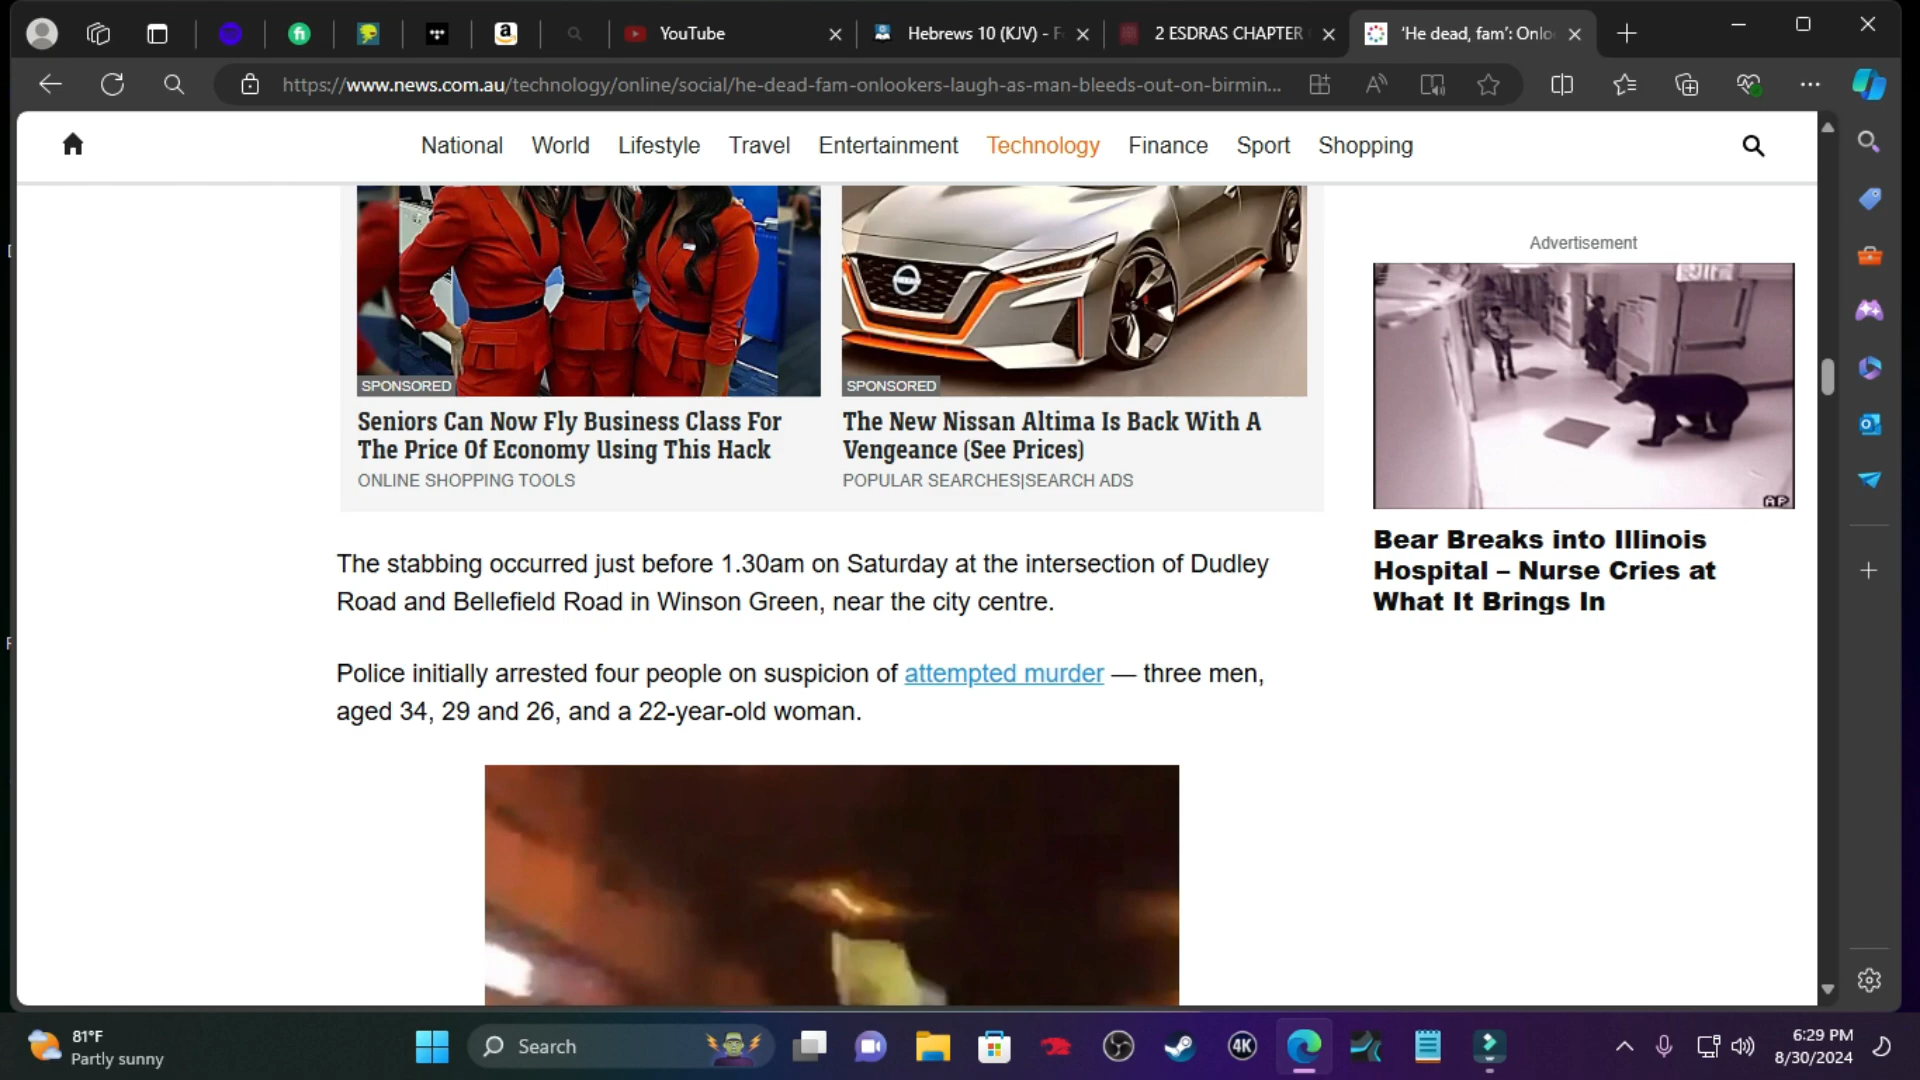 YouTube
Hebrews 10 (KJV) - F
2 ESDRAS CHAPTER
'He dead, fam': Onlo
https://www.news.com.au/technology/online/social/he-dead-fam-onlookers-laugh-as-man-bleeds-out-on-birmin...
National World Lifestyle Travel Entertainment Technology Finance Sport Shopping
Advertisement
SPONSORED
Seniors Can Now Fly Business Class For
The Price Of Economy Using This Hack
ONLINE SHOPPING TOOLS
SPONSORED
The New Nissan Altima Is Back With A
Vengeance (See Prices)
POPULAR SEARCHES|SEARCH ADS
AP
Bear Breaks into Illinois
Hospital – Nurse Cries at
What It Brings In
The stabbing occurred just before 1.30am on Saturday at the intersection of Dudley
Road and Bellefield Road in Winson Green, near the city centre.
Police initially arrested four people on suspicion of attempted murder — three men,
aged 34, 29 and 26, and a 22-year-old woman.
81°F
Partly sunny
Search
4K
6:29 PM
8/30/2024